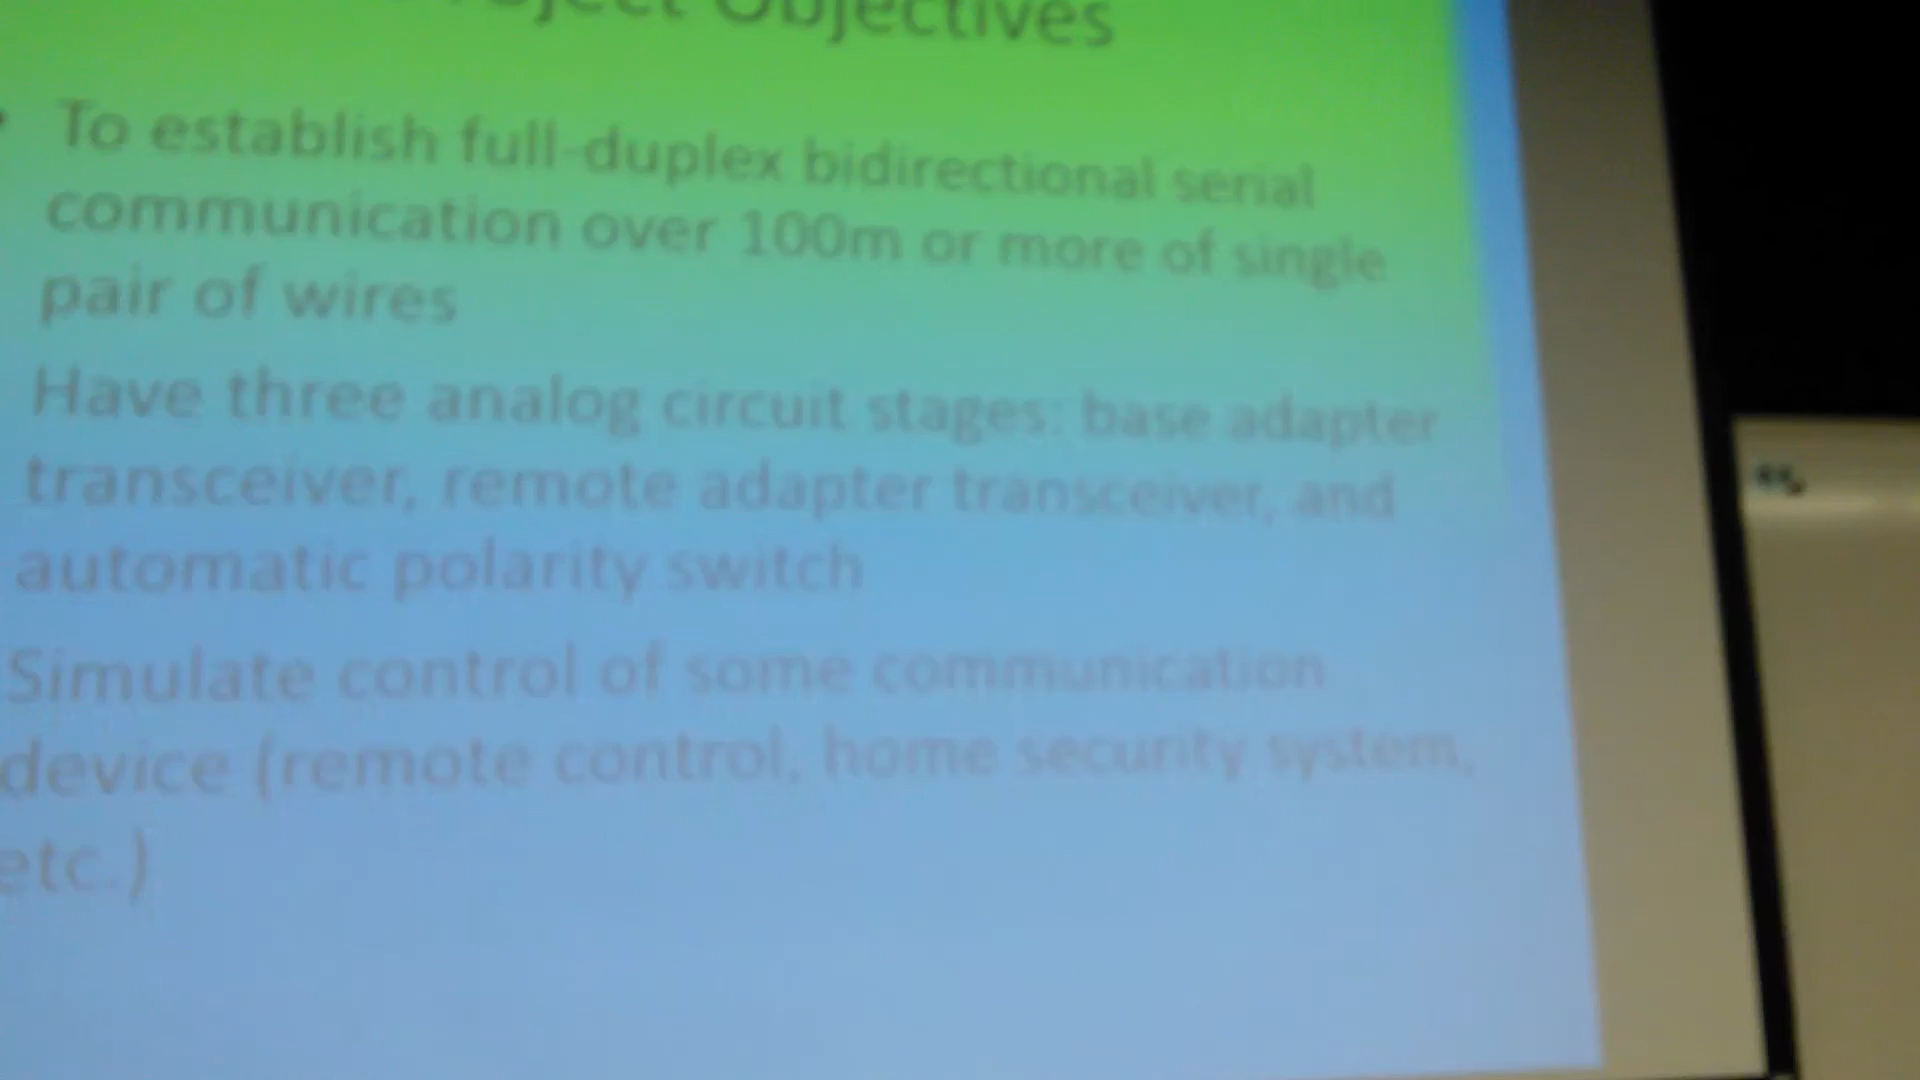 Project Objectives
• To establish full-duplex bidirectional serial
communication over 100m or more of single
pair of wires
Have three analog circuit stages: base adapter
transceiver, remote adapter transceiver, and
automatic polarity switch
Simulate control of some communication
device (remote control, home security system,
etc.)